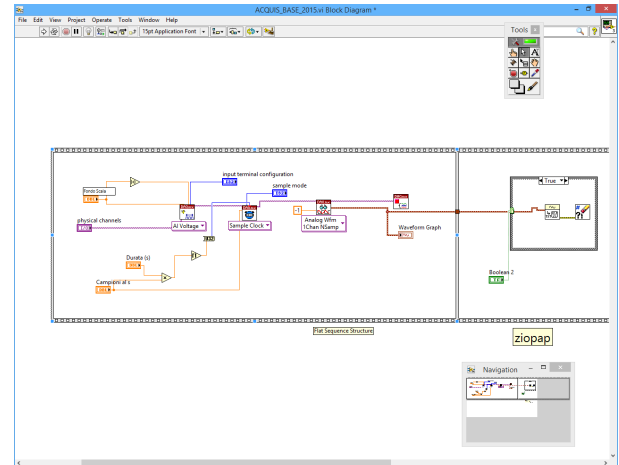 ACQUIS_BASE_2015.vi Block Diagram *
File Edit View Project Operate Tools Window Help
15pt Application Font
Tools
True
input terminal configuration
sample mode
Fondo Scala
physical channels
AI Voltage
Sample Clock
Analog Wfm
1Chan NSamp
Waveform Graph
Durata (s)
Campioni al s
Boolean 2
Flat Sequence Structure
ziopap
Navigation